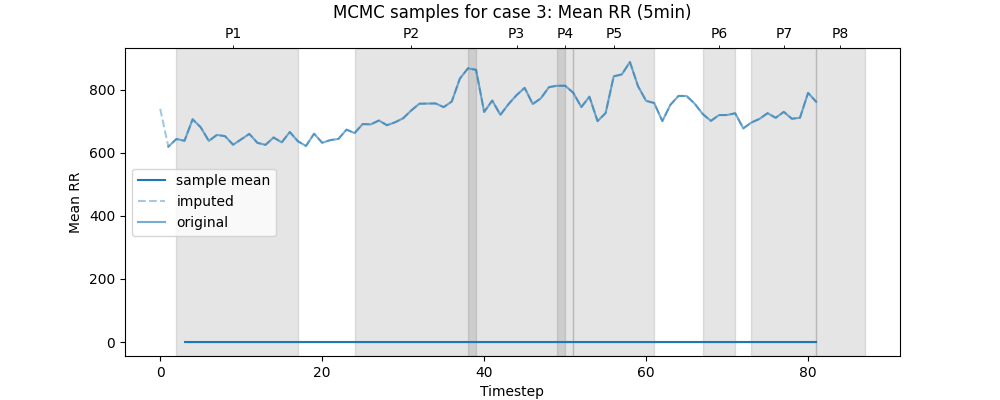 MCMC samples for case 3: Mean RR (5min)
P1 P2 P3 P4 P5 P6 P7 P8
800
600
400
200
0
Mean RR
sample mean
imputed
original
0 20 40 60 80
Timestep